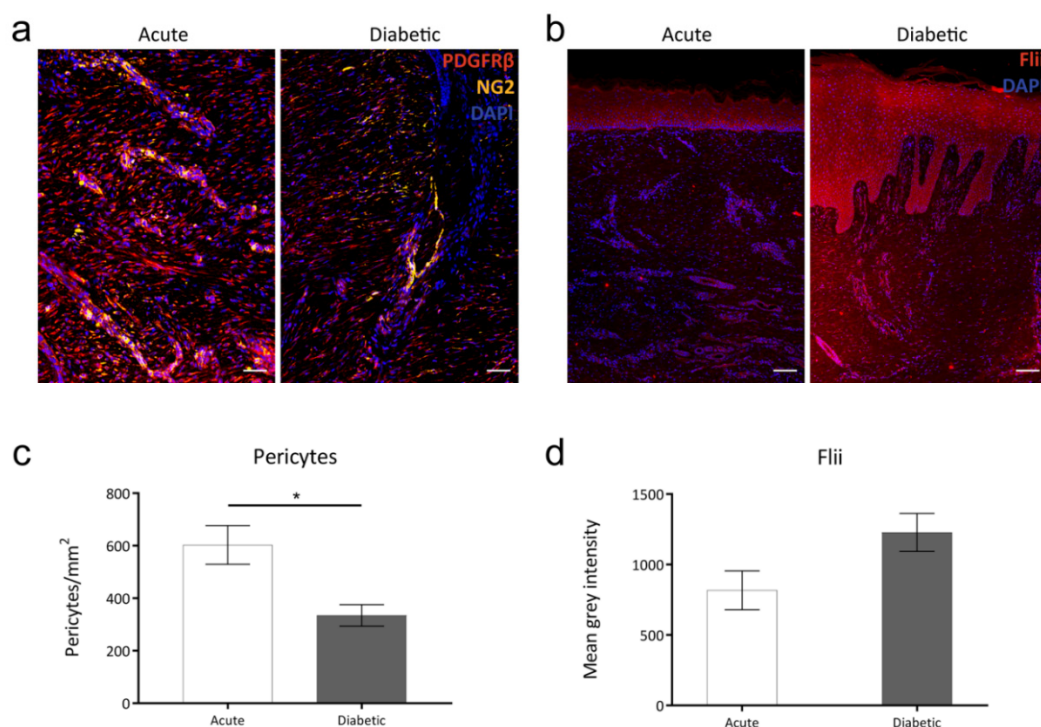 a
Acute
Diabetic
PDGFRβ
NG2
DAPI
b
Acute
Diabetic
Flii
DAP
c
Pericytes
*
Pericytes/mm²
800
600
400
200
0
Acute
Diabetic
d
Flii
Mean grey intensity
1500
1000
500
0
Acute
Diabetic